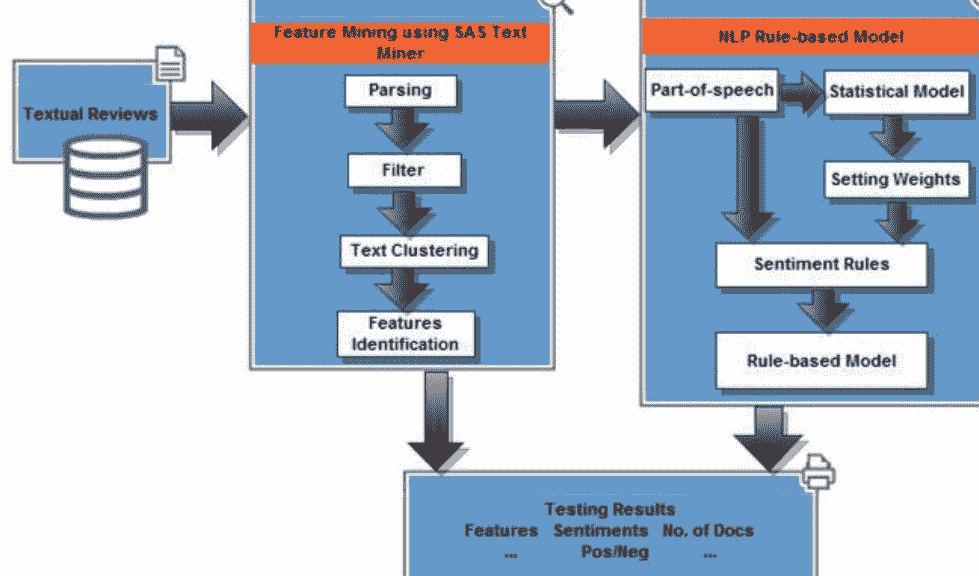 Textual Reviews
Feature Mining using SAS Text
Miner
Parsing
Filter
Text Clustering
Features
Identification
NLP Rule-based Model
Part-of-speech
Statistical Model
Setting Weights
Sentiment Rules
Rule-based Model
Testing Results
Features Sentiments No. of Docs
... Pos/Neg ...